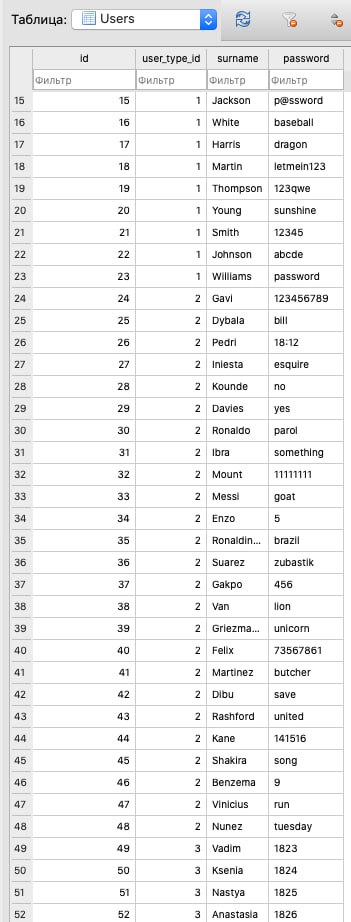 Таблица: Users
id user_type_id surname password
Фильтр Фильтр Фильтр Фильтр
15 15 1 Jackson p@ssword
16 16 1 White baseball
17 17 1 Harris dragon
18 18 1 Martin letmein123
19 19 1 Thompson 123qwe
20 20 1 Young sunshine
21 21 1 Smith 12345
22 22 1 Johnson abcde
23 23 1 Williams password
24 24 2 Gavi 123456789
25 25 2 Dybala bill
26 26 2 Pedri 18:12
27 27 2 Iniesta esquire
28 28 2 Kounde no
29 29 2 Davies yes
30 30 2 Ronaldo parol
31 31 2 Ibra something
32 32 2 Mount 11111111
33 33 2 Messi goat
34 34 2 Enzo 5
35 35 2 Ronaldin... brazil
36 36 2 Suarez zubastik
37 37 2 Gakpo 456
38 38 2 Van lion
39 39 2 Griezma... unicorn
40 40 2 Felix 73567861
41 41 2 Martinez butcher
42 42 2 Dibu save
43 43 2 Rashford united
44 44 2 Kane 141516
45 45 2 Shakira song
46 46 2 Benzema 9
47 47 2 Vinicius run
48 48 2 Nunez tuesday
49 49 3 Vadim 1823
50 50 3 Ksenia 1824
51 51 3 Nastya 1825
52 52 3 Anastasia 1826